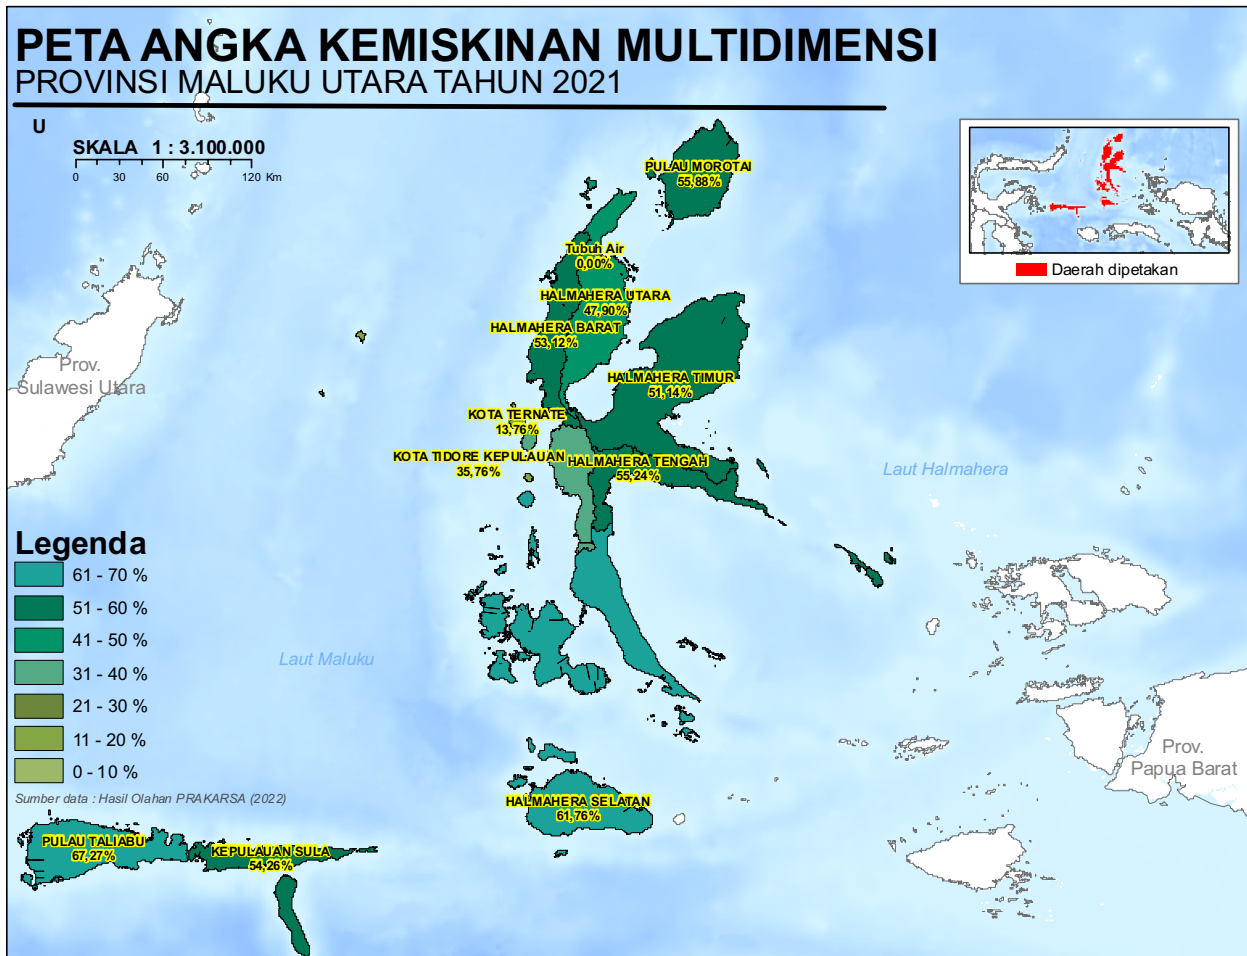 PETA ANGKA KEMISKINAN MULTIDIMENSI
PROVINSI MALUKU UTARA TAHUN 2021
U
SKALA 1 : 3.100.000
0 30 60 120 Km
Daerah dipetakan
PULAU MOROTAI
55,88%
Tubuh Air
0,00%
HALMAHERA UTARA
47,90%
HALMAHERA BARAT
53,12%
Prov.
Sulawesi Utara
HALMAHERA TIMUR
51,14%
KOTA TERNATE
13,76%
KOTA TIDORE KEPULAUAN
35,76%
HALMAHERA TENGAH
55,24%
Laut Halmahera
Legenda
61 - 70 %
51 - 60 %
41 - 50 %
31 - 40 %
21 - 30 %
11 - 20 %
0 - 10 %
Laut Maluku
Prov.
Papua Barat
Sumber data : Hasil Olahan PRAKARSA (2022)
HALMAHERA SELATAN
61,76%
PULAU TALIABU
67,27%
KEPULAUAN SULA
54,26%